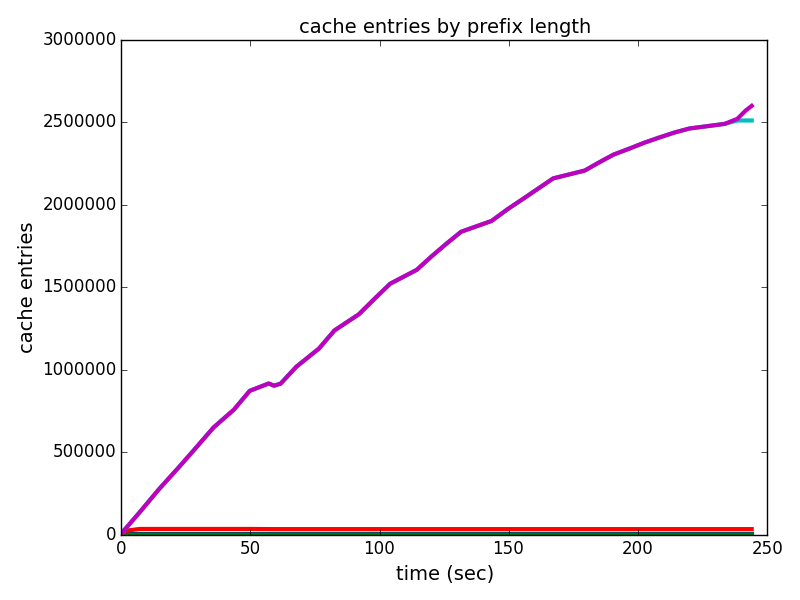 cache entries by prefix length
3000000
2500000
2000000
1500000
1000000
500000
0
cache entries
0 50 100 150 200 250
time (sec)